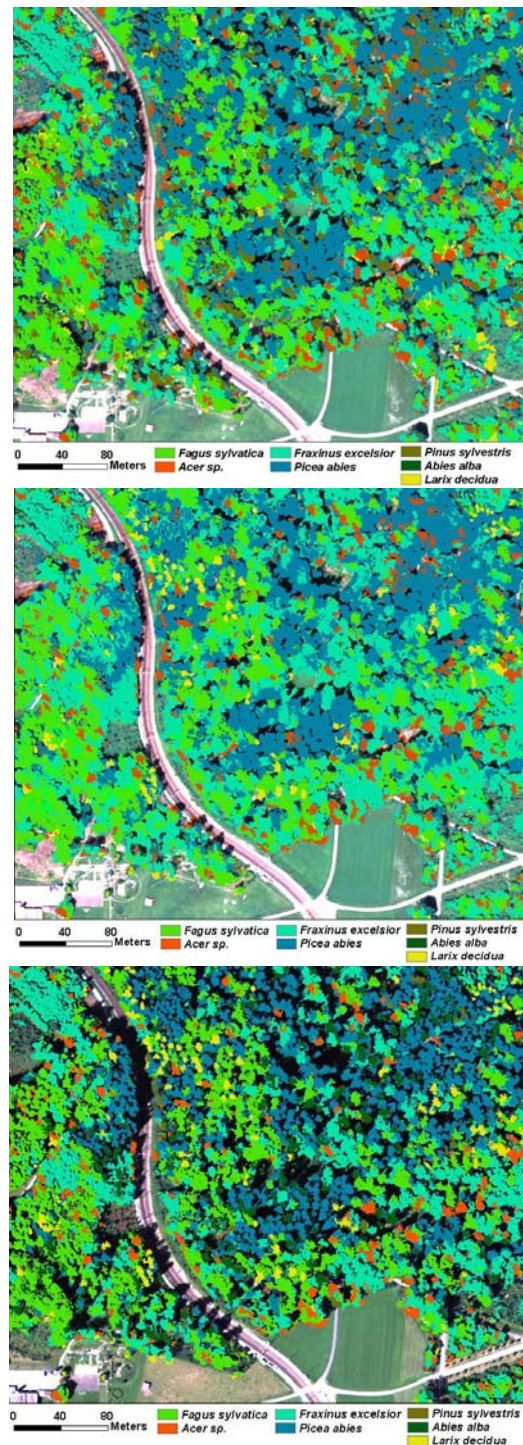 Fagus sylvatica Fraxinus excelsior Pinus sylvestris
0 40 80 Meters Acer sp. Picea abies Abies alba
Larix decidua
Fagus sylvatica Fraxinus excelsior Pinus sylvestris
0 40 80 Meters Acer sp. Picea abies Abies alba
Larix decidua
Fagus sylvatica Fraxinus excelsior Pinus sylvestris
0 40 80 Meters Acer sp. Picea abies Abies alba
Larix decidua